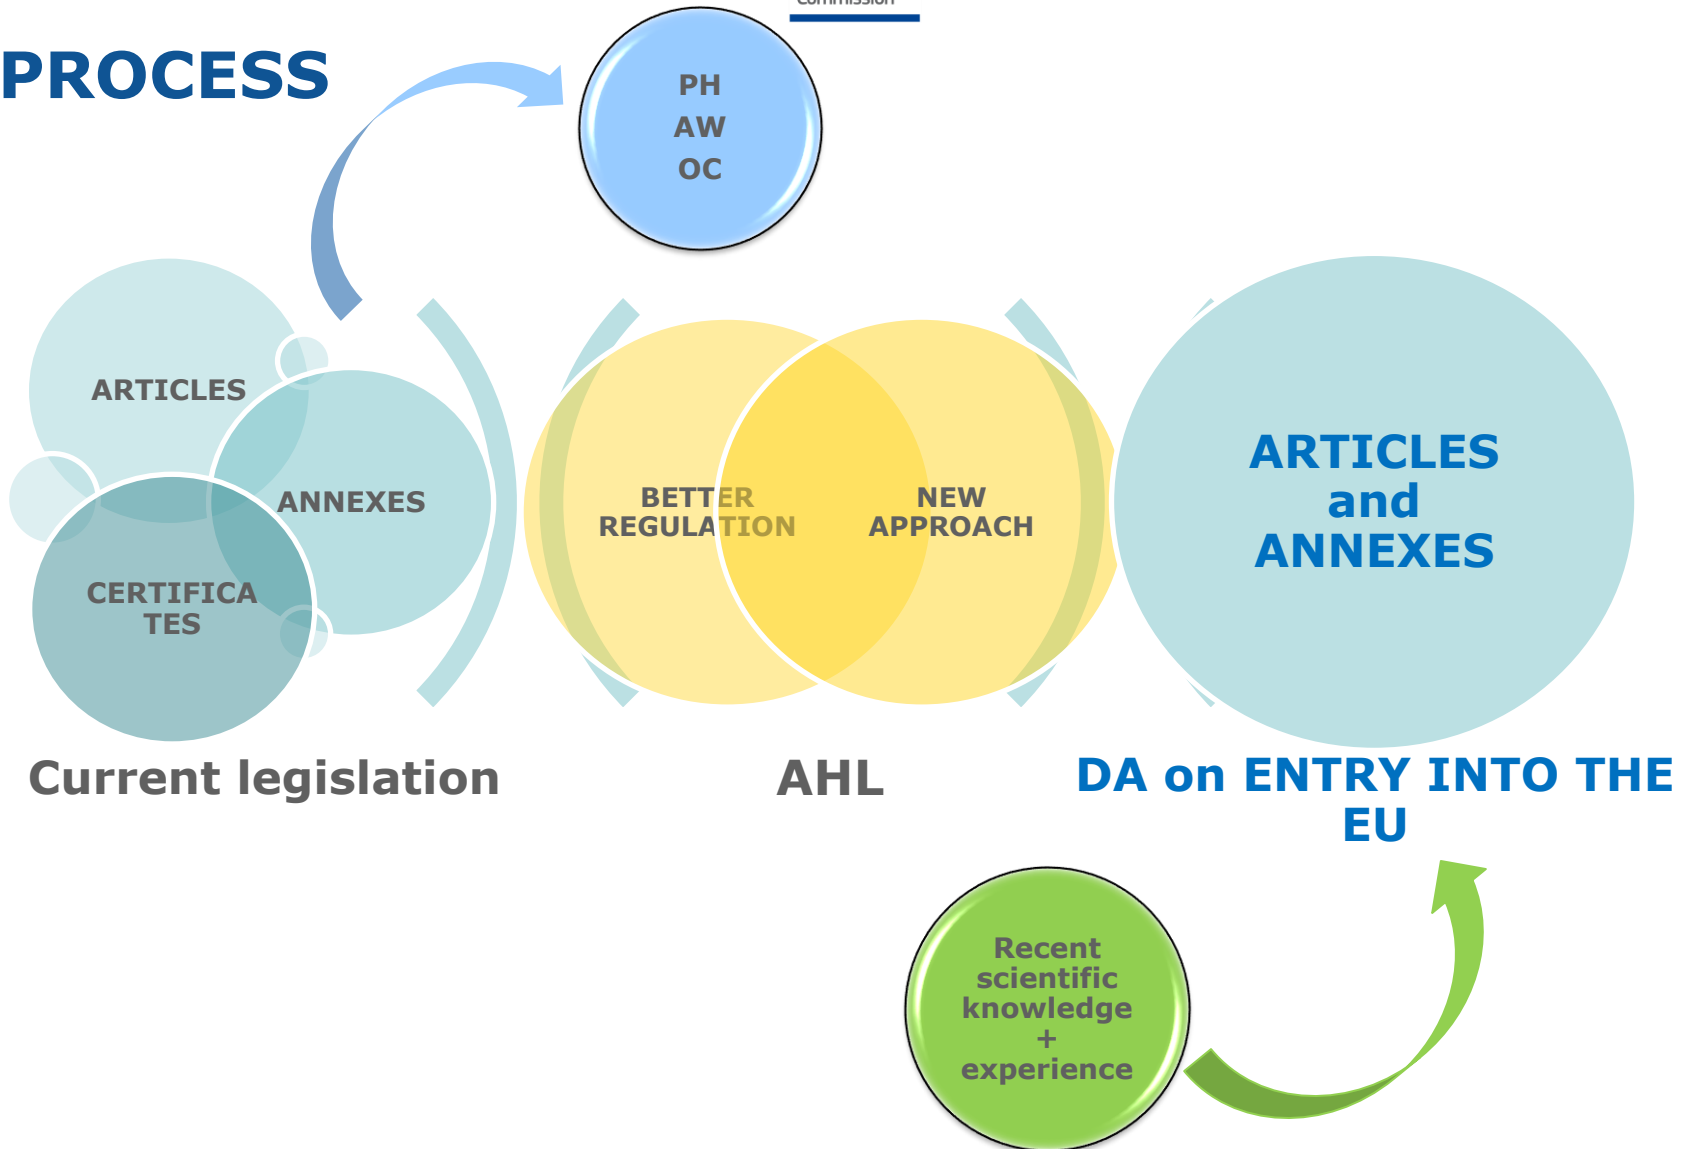 Commission
PROCESS
PH
AW
OC
ARTICLES
ANNEXES
CERTIFICA
TES
BETTER
REGULATION
NEW
APPROACH
ARTICLES
and
ANNEXES
Current legislation
AHL
DA on ENTRY INTO THE
EU
Recent
scientific
knowledge
+
experience